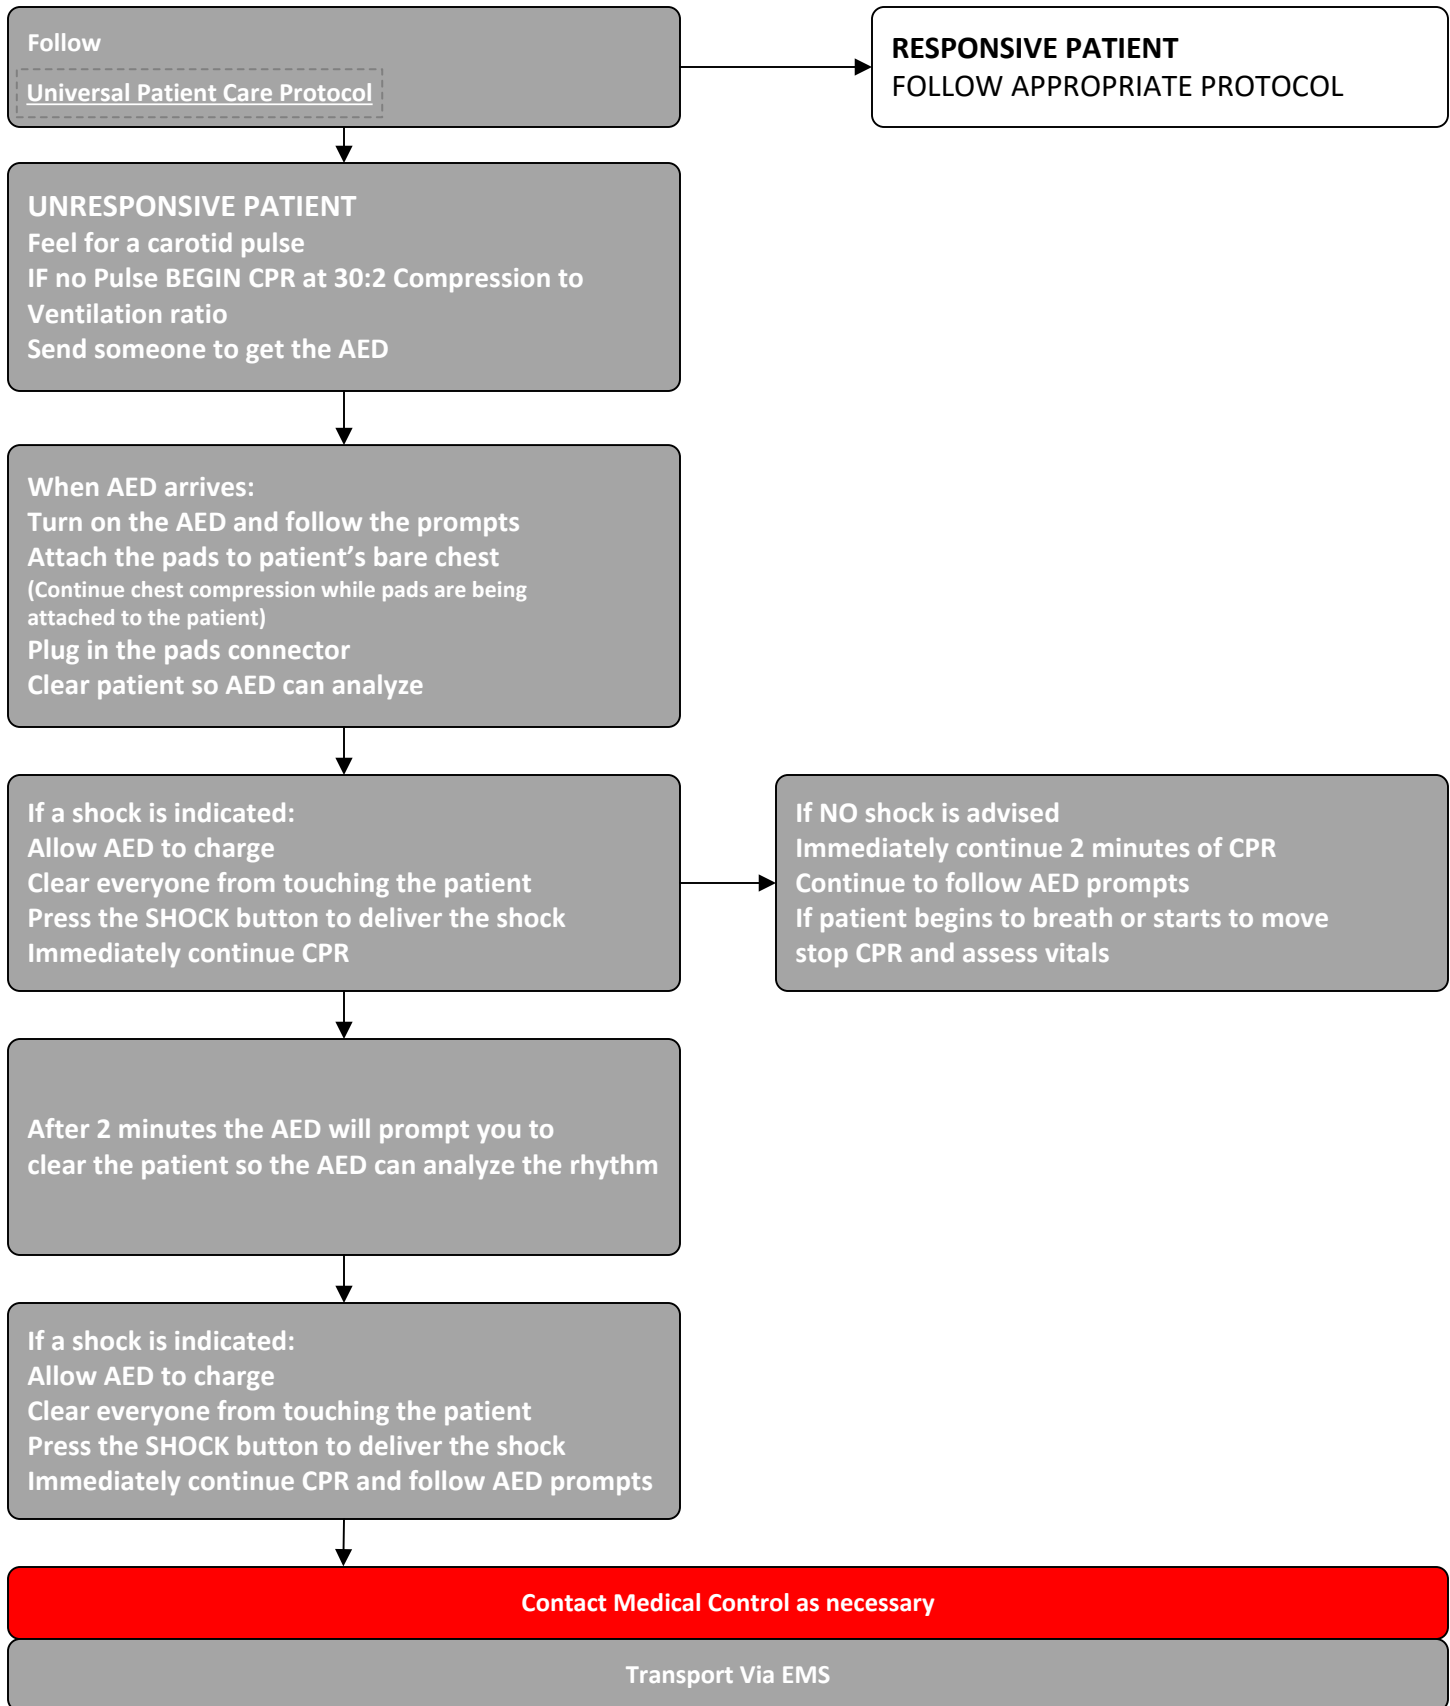 Follow
Universal Patient Care Protocol
RESPONSIVE PATIENT
FOLLOW APPROPRIATE PROTOCOL
UNRESPONSIVE PATIENT
Feel for a carotid pulse
IF no Pulse BEGIN CPR at 30:2 Compression to
Ventilation ratio
Send someone to get the AED
When AED arrives:
Turn on the AED and follow the prompts
Attach the pads to patient’s bare chest
(Continue chest compression while pads are being
attached to the patient)
Plug in the pads connector
Clear patient so AED can analyze
If a shock is indicated:
Allow AED to charge
Clear everyone from touching the patient
Press the SHOCK button to deliver the shock
Immediately continue CPR
If NO shock is advised
Immediately continue 2 minutes of CPR
Continue to follow AED prompts
If patient begins to breath or starts to move
stop CPR and assess vitals
After 2 minutes the AED will prompt you to
clear the patient so the AED can analyze the rhythm
If a shock is indicated:
Allow AED to charge
Clear everyone from touching the patient
Press the SHOCK button to deliver the shock
Immediately continue CPR and follow AED prompts
Contact Medical Control as necessary
Transport Via EMS